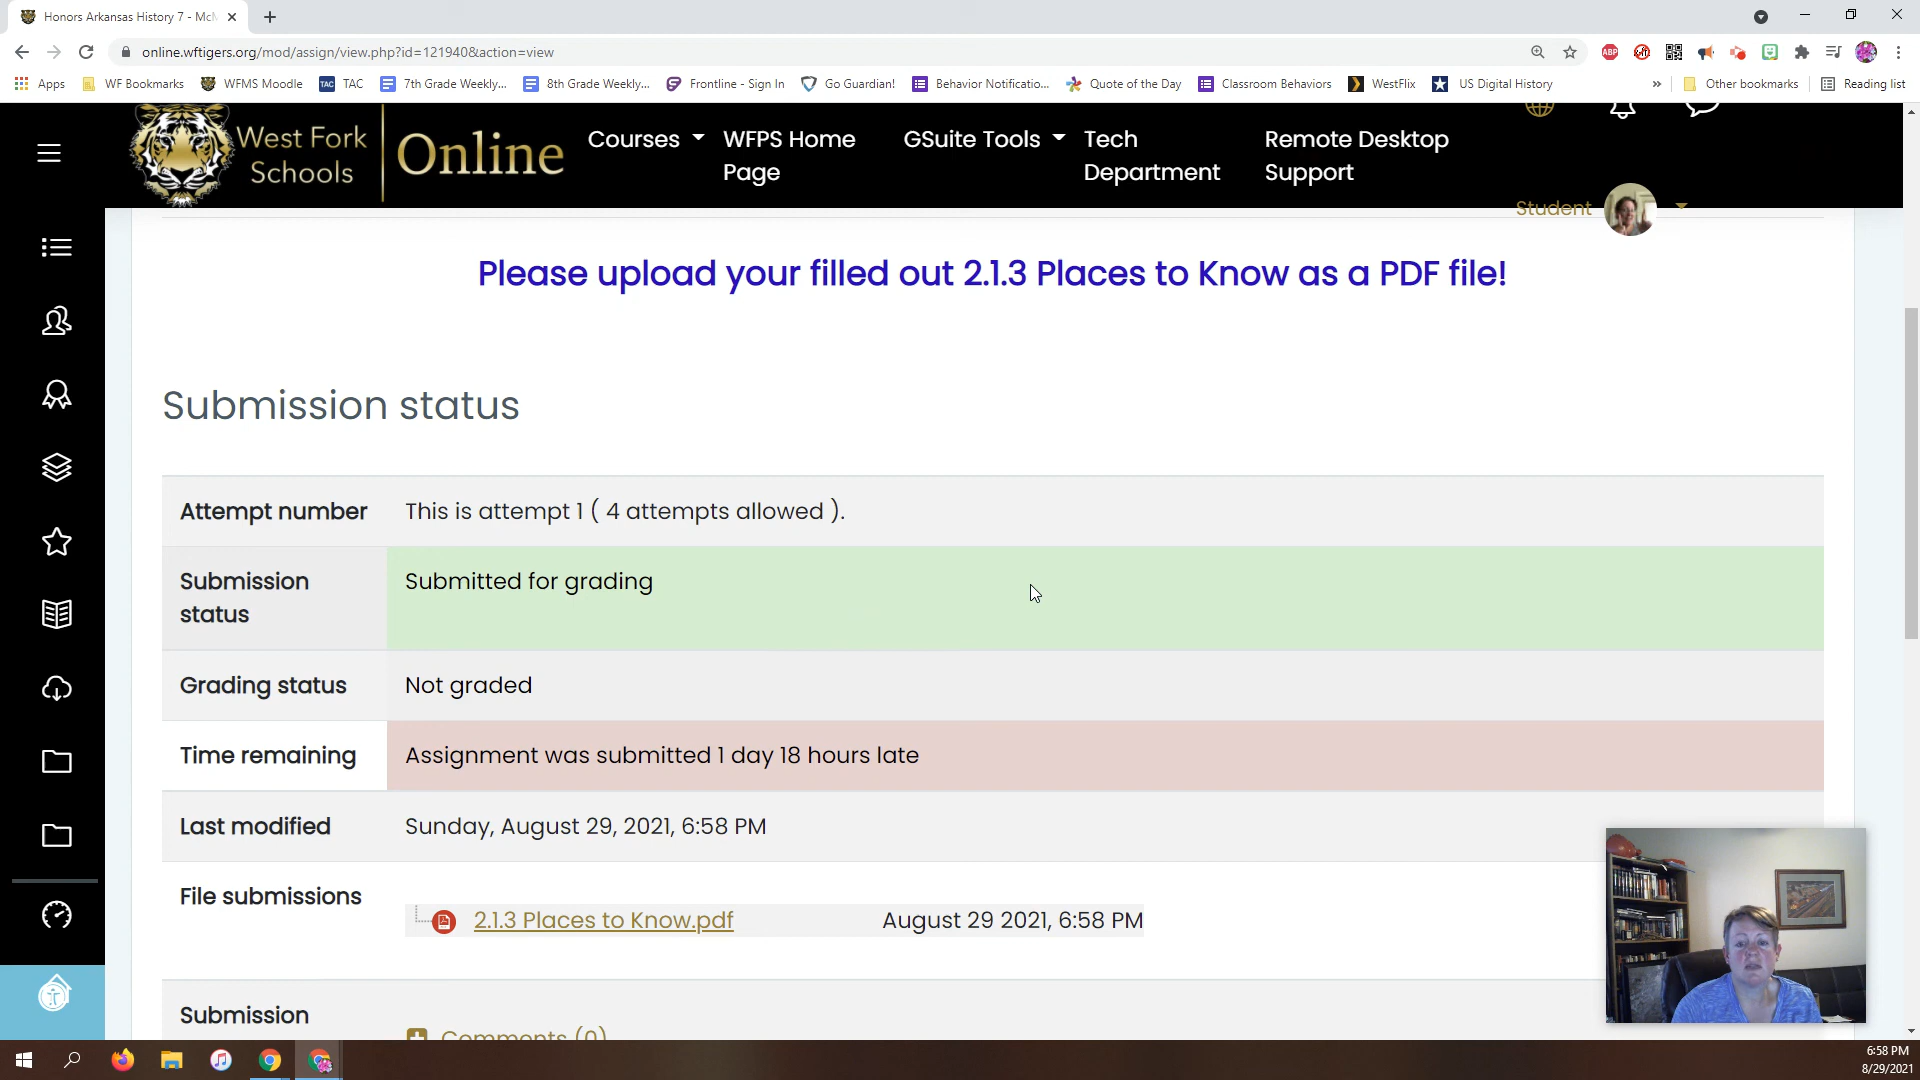 Honors Arkansas History 7 - McM
online.wftigers.org/mod/assign/view.php?id=121940&action=view
ABP
Apps
WF Bookmarks
WFMS Moodle
TAC
TAC
7th Grade Weekly...
8th Grade Weekly...
Frontline - Sign In
Go Guardian!
Behavior Notificatio...
Quote of the Day
Classroom Behaviors
WestFlix
US Digital History
»
Other bookmarks
Reading list
West Fork
Schools
Online
Courses
WFPS Home
Page
GSuite Tools
Tech
Department
Remote Desktop
Support
Student
Please upload your filled out 2.1.3 Places to Know as a PDF file!
Submission status
Attempt number
This is attempt 1 ( 4 attempts allowed ).
Submission
status
Submitted for grading
Grading status
Not graded
Time remaining
Assignment was submitted 1 day 18 hours late
Last modified
Sunday, August 29, 2021, 6:58 PM
File submissions
2.1.3 Places to Know.pdf
August 29 2021, 6:58 PM
Submission
Comments (0)
6:58 PM
8/29/2021